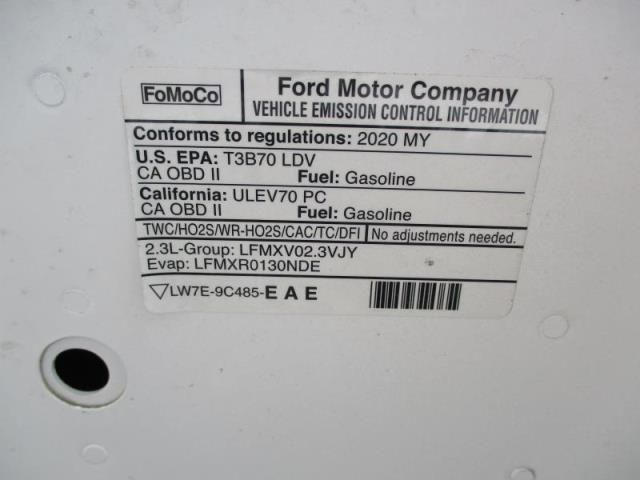 FoMoCo
Ford Motor Company
VEHICLE EMISSION CONTROL INFORMATION
Conforms to regulations: 2020 MY
U.S. EPA: T3B70 LDV
CA OBD II Fuel: Gasoline
California: ULEV70 PC
CA OBD II Fuel: Gasoline
TWC/HO2S/WR-HO2S/CAC/TC/DFI No adjustments needed.
2.3L-Group: LFMXV02.3VJY
Evap: LFMXR0130NDE
LW7E-9C485-E A E